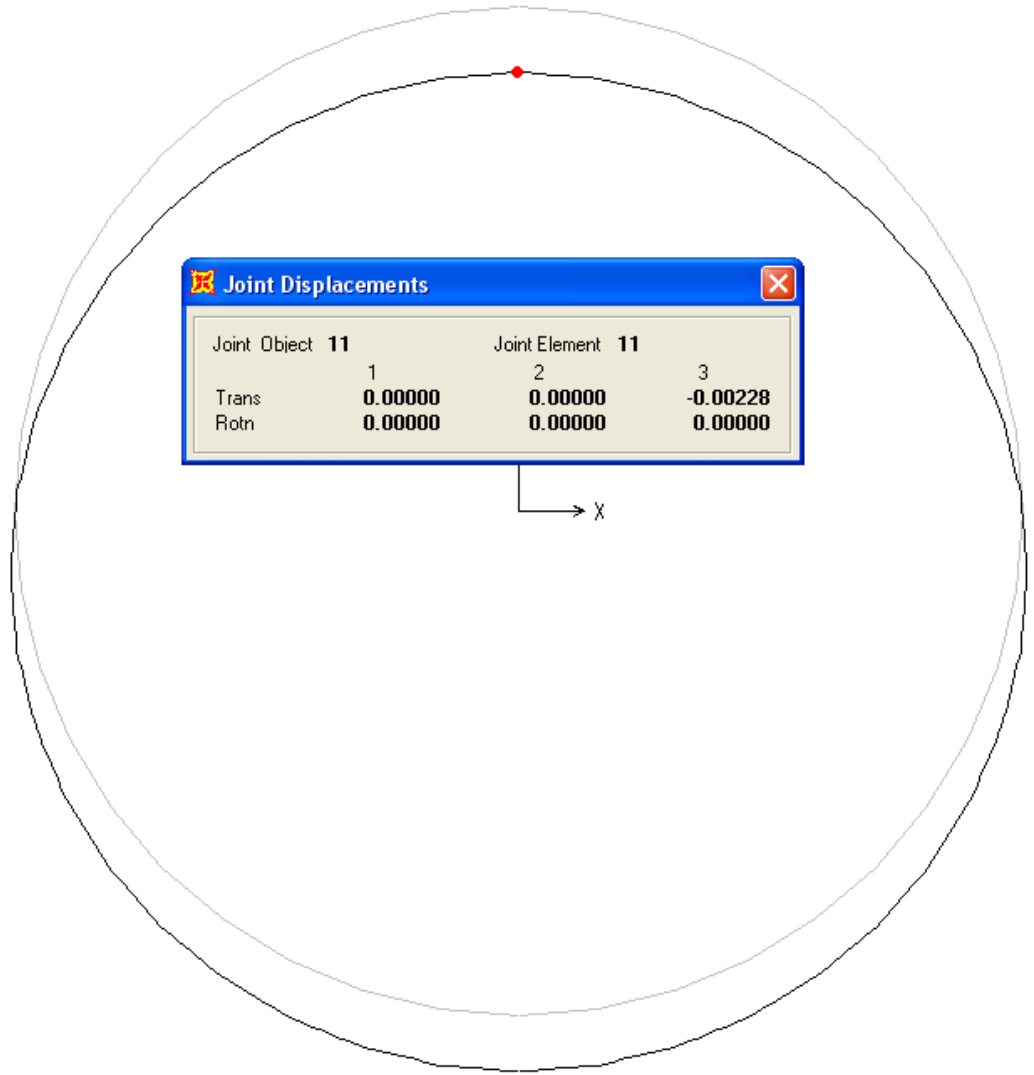 Joint Displacements
Joint Object 11 Joint Element 11
1 2 3
Trans 0.00000 0.00000 -0.00228
Rotn 0.00000 0.00000 0.00000
X